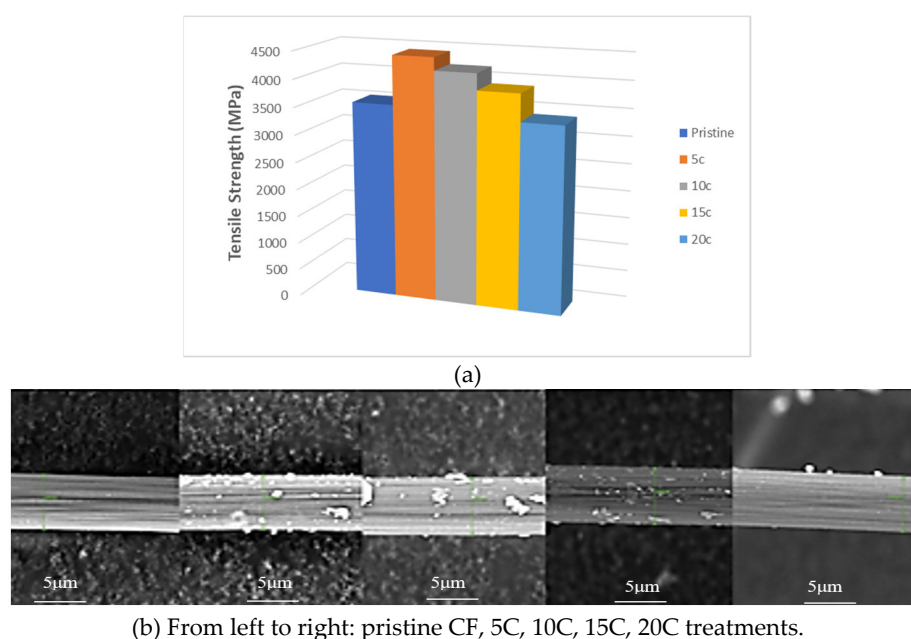 4500
4000
3500
3000
2500
2000
1500
1000
500
0
Tensile Strength (MPa)
Pristine
5c
10c
15c
20c
(a)
5μm 5μm 5μm 5μm 5μm
(b) From left to right: pristine CF, 5C, 10C, 15C, 20C treatments.